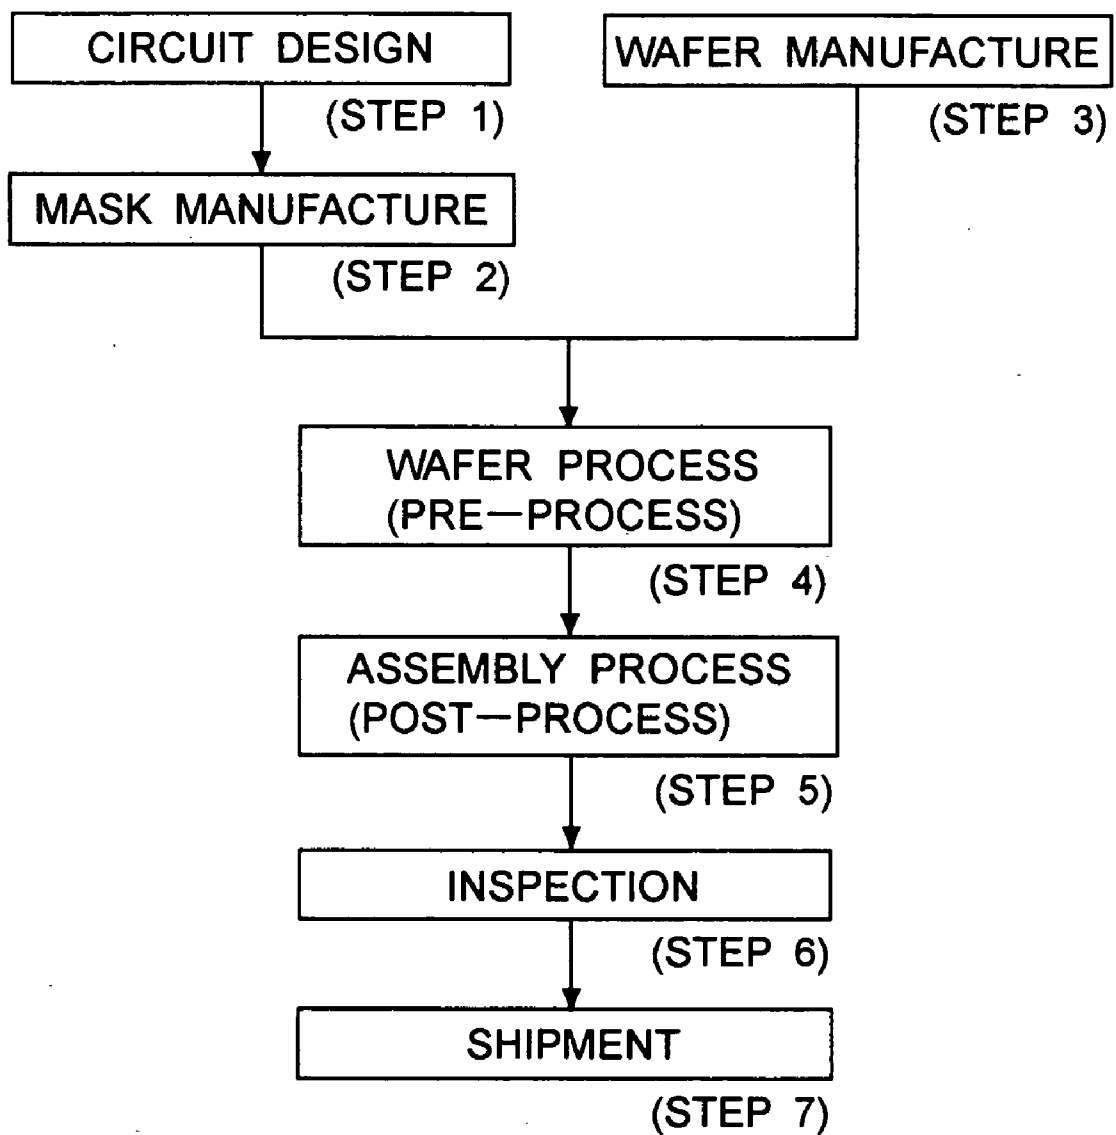 CIRCUIT DESIGN
(STEP 1)
MASK MANUFACTURE
(STEP 2)
WAFER MANUFACTURE
(STEP 3)
WAFER PROCESS
(PRE—PROCESS)
(STEP 4)
ASSEMBLY PROCESS
(POST—PROCESS)
(STEP 5)
INSPECTION
(STEP 6)
SHIPMENT
(STEP 7)